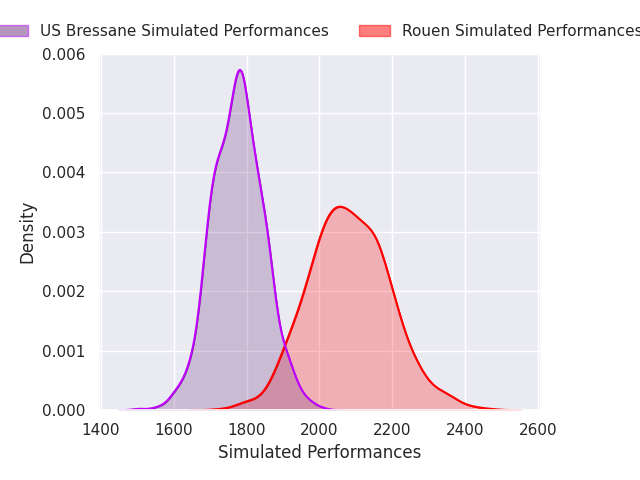 US Bressane Simulated Performances
Rouen Simulated Performances
0.006
0.005
0.004
0.003
0.002
0.001
0.000
Density
1400 1600 1800 2000 2200 2400 2600
Simulated Performances